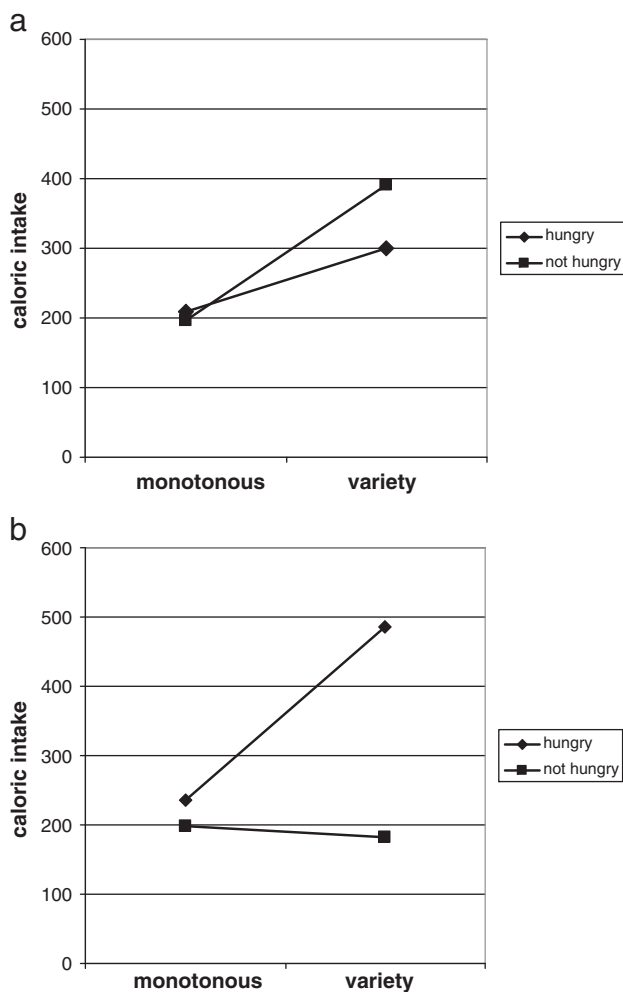 a
600
500
400
300
200
100
0
caloric intake
monotonous variety
hungry
not hungry
b
600
500
400
300
200
100
0
caloric intake
monotonous variety
hungry
not hungry